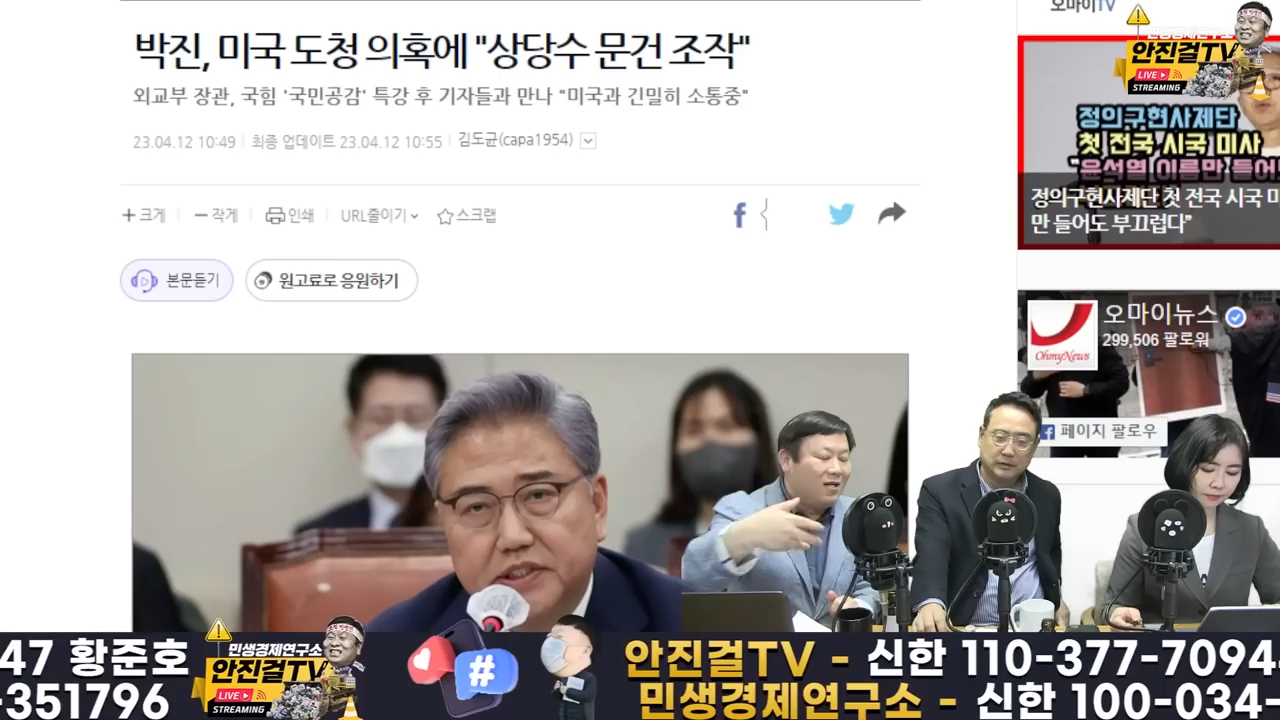 박진, 미국 도청 의혹에 "상당수 문건 조작"
외교부 장관, 국힘 '국민공감' 특강 후 기자들과 만나 "미국과 긴밀히 소통중"
23.04.12 10:49 최종 업데이트 23.04.12 10:55 김도균(capa1954)
+크게 -작게 인쇄 URL줄이기 스크랩
본문듣기 원고료로 응원하기
오마이TV
민생경제연구소
안진걸TV
LIVE
STREAMING
정의구현사제단
첫 전국 시국 미사
"윤석열 이름만 들어
정의구현사제단 첫 전국 시국 미
만 들어도 부끄럽다"
오마이뉴스
299,506 팔로워
OhmyNews
페이지 팔로우
47 황준호
-351796
민생경제연구소
안진걸TV
LIVE
STREAMING
#
안진걸TV - 신한 110-377-7094
민생경제연구소 - 신한 100-034-